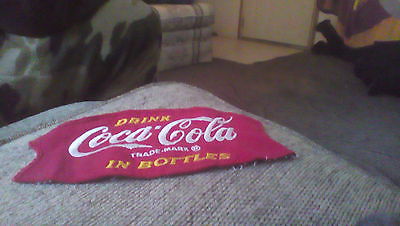 DRINK
Coca-Cola
TRADE-MARK ®
IN BOTTLES